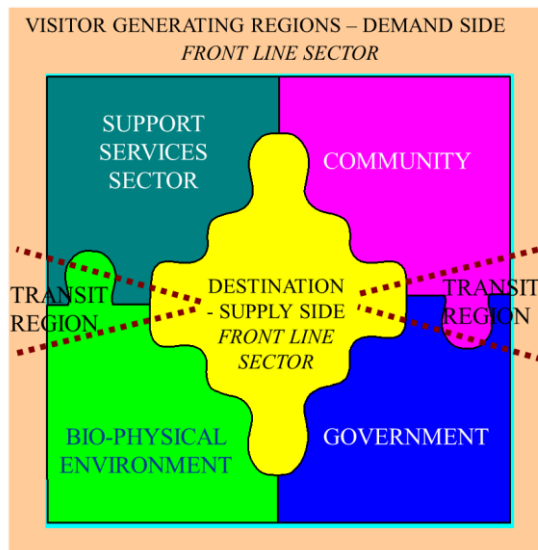 VISITOR GENERATING REGIONS – DEMAND SIDE
FRONT LINE SECTOR
SUPPORT
SERVICES
SECTOR
COMMUNITY
TRANSIT
REGION
DESTINATION
- SUPPLY SIDE
FRONT LINE
SECTOR
TRANSIT
REGION
BIO-PHYSICAL
ENVIRONMENT
GOVERNMENT